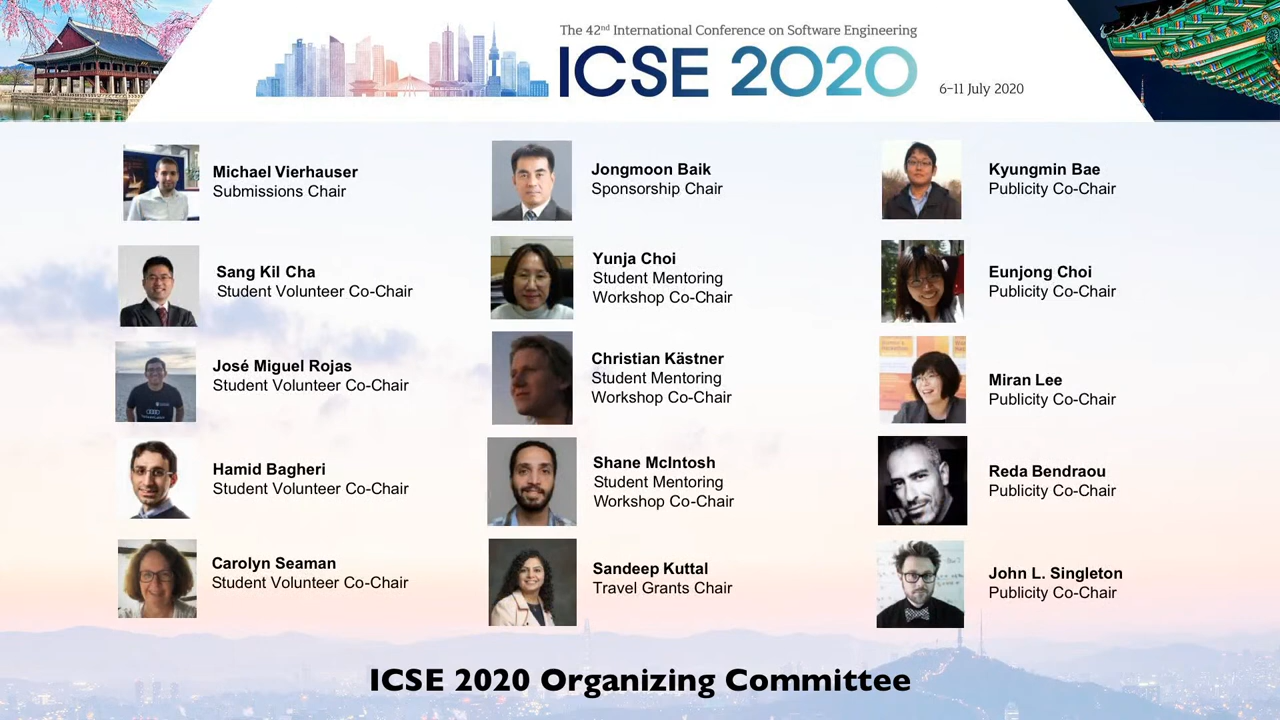 The 42nd International Conference on Software Engineering
ICSE 2020
6-11 July 2020
Michael Vierhauser
Submissions Chair
Sang Kil Cha
Student Volunteer Co-Chair
José Miguel Rojas
Student Volunteer Co-Chair
Hamid Bagheri
Student Volunteer Co-Chair
Carolyn Seaman
Student Volunteer Co-Chair
Jongmoon Baik
Sponsorship Chair
Yunja Choi
Student Mentoring
Workshop Co-Chair
Christian Kästner
Student Mentoring
Workshop Co-Chair
Shane McIntosh
Student Mentoring
Workshop Co-Chair
Sandeep Kuttal
Travel Grants Chair
Kyungmin Bae
Publicity Co-Chair
Eunjong Choi
Publicity Co-Chair
Miran Lee
Publicity Co-Chair
Reda Bendraou
Publicity Co-Chair
John L. Singleton
Publicity Co-Chair
ICSE 2020 Organizing Committee